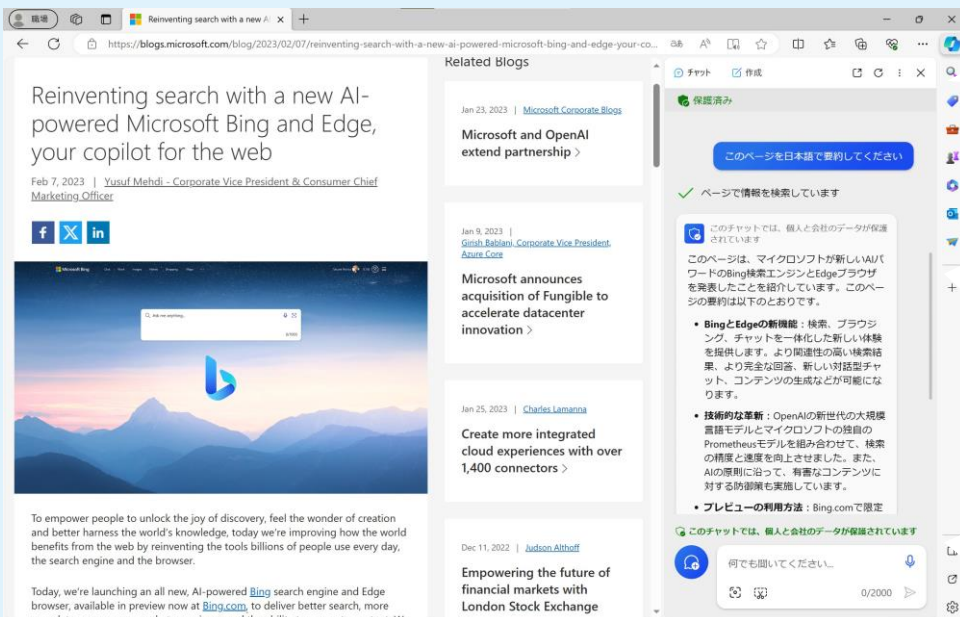 職場
Reinventing search with a new A
https://blogs.microsoft.com/blog/2023/02/07/reinventing-search-with-a-new-ai-powered-microsoft-bing-and-edge-your-co...
Reinventing search with a new AI-
powered Microsoft Bing and Edge,
your copilot for the web
Feb 7, 2023 | Yusuf Mehdi - Corporate Vice President & Consumer Chief
Marketing Officer
Microsoft Bing
Ask me anything...
0/2000
To empower people to unlock the joy of discovery, feel the wonder of creation
and better harness the world's knowledge, today we're improving how the world
benefits from the web by reinventing the tools billions of people use every day,
the search engine and the browser.
Today, we're launching an all new, AI-powered Bing search engine and Edge
browser, available in preview now at Bing.com, to deliver better search, more
Related Blogs
Jan 23, 2023 | Microsoft Corporate Blogs
Microsoft and OpenAI
extend partnership >
Jan 9, 2023 |
Girish Bablani, Corporate Vice President,
Azure Core
Microsoft announces
acquisition of Fungible to
accelerate datacenter
innovation >
Jan 25, 2023 | Charles Lamanna
Create more integrated
cloud experiences with over
1,400 connectors >
Dec 11, 2022 | Judson Althoff
Empowering the future of
financial markets with
London Stock Exchange
チャット 作成
保護済み
このページを日本語で要約してください
ページで情報を検索しています
このチャットでは、個人と会社のデータが保護
されています
このページは、マイクロソフトが新しいAIパ
ワードのBing検索エンジンとEdgeブラウザ
を発表したことを紹介しています。このペー
ジの要約は以下のとおりです。
• BingとEdgeの新機能：検索、ブラウジ
ング、チャットを一体化した新しい体験
を提供します。より関連性の高い検索結
果、より完全な回答、新しい対話型チャ
ット、コンテンツの生成などが可能にな
ります。
• 技術的な革新：OpenAIの新世代の大規模
言語モデルとマイクロソフトの独自の
Prometheusモデルを組み合わせて、検索
の精度と速度を向上させました。また、
AIの原則に沿って、有害なコンテンツに
対する防御策も実施しています。
• プレビューの利用方法：Bing.comで限定
このチャットでは、個人と会社のデータが保護されています
何でも聞いてください...
0/2000